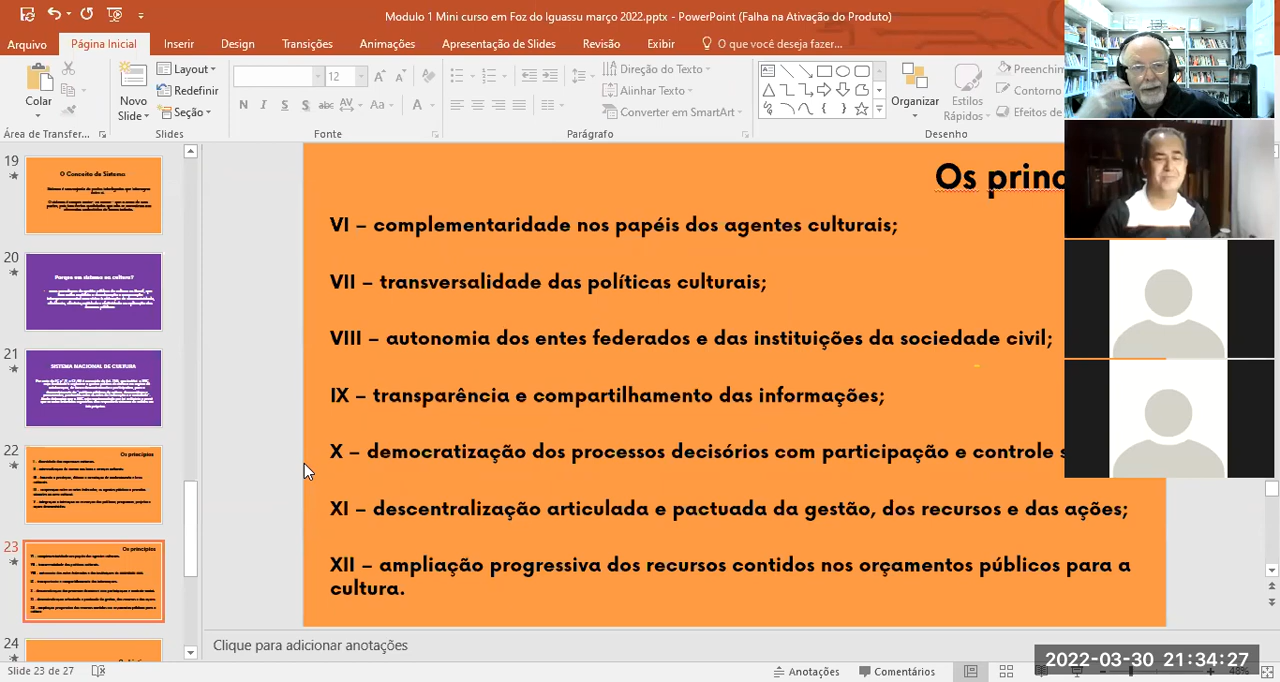 Modulo 1 Mini curso em Foz do Iguassu março 2022.pptx - PowerPoint (Falha na Ativação do Produto)
Arquivo Página Inicial Inserir Design Transições Animações Apresentação de Slides Revisão Exibir O que você deseja fazer...
Colar
Área de Transfer...
Novo
Slide
Layout
Redefinir
Seção
Slides
12
N I S S abc AV Aa A
Fonte
Direção do Texto
Alinhar Texto
Converter em SmartArt
Parágrafo
Organizar
Estilos
Rápidos
Preenchim
Contorno
Efeitos de
Desenho
19
O Conceito de Sistema
20
Porque um sistema na cultura?
21
SISTEMA NACIONAL DE CULTURA
22
Os princípios
23
Os princípios
24
Os princ
VI – complementaridade nos papéis dos agentes culturais;
VII – transversalidade das políticas culturais;
VIII – autonomia dos entes federados e das instituições da sociedade civil;
IX – transparência e compartilhamento das informações;
X – democratização dos processos decisórios com participação e controle s
XI – descentralização articulada e pactuada da gestão, dos recursos e das ações;
XII – ampliação progressiva dos recursos contidos nos orçamentos públicos para a
cultura.
Clique para adicionar anotações
Slide 23 de 27
Anotações Comentários
48%
2022-03-30 21:34:27